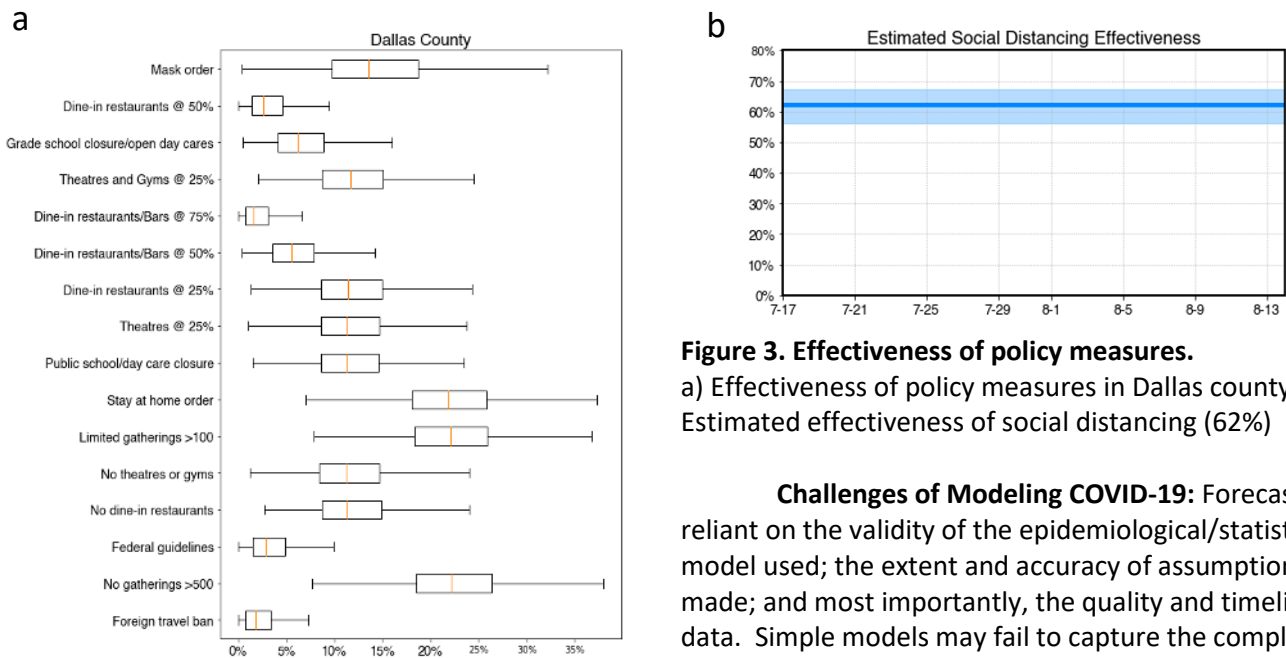 a
Dallas County
Mask order
Dine-in restaurants @ 50%
Grade school closure/open day cares
Theatres and Gyms @ 25%
Dine-in restaurants/Bars @ 75%
Dine-in restaurants/Bars @ 50%
Dine-in restaurants @ 25%
Theatres @ 25%
Public school/day care closure
Stay at home order
Limited gatherings >100
No theatres or gyms
No dine-in restaurants
Federal guidelines
No gatherings >500
Foreign travel ban
0% 5% 10% 15% 20% 25% 30% 35%
b
Estimated Social Distancing Effectiveness
80%
70%
60%
50%
40%
30%
20%
10%
0%
7-17 7-21 7-25 7-29 8-1 8-5 8-9 8-13
Figure 3. Effectiveness of policy measures.
a) Effectiveness of policy measures in Dallas county
Estimated effectiveness of social distancing (62%)
Challenges of Modeling COVID-19: Forecas
reliant on the validity of the epidemiological/statist
model used; the extent and accuracy of assumption
made; and most importantly, the quality and timeli
data. Simple models may fail to capture the compl